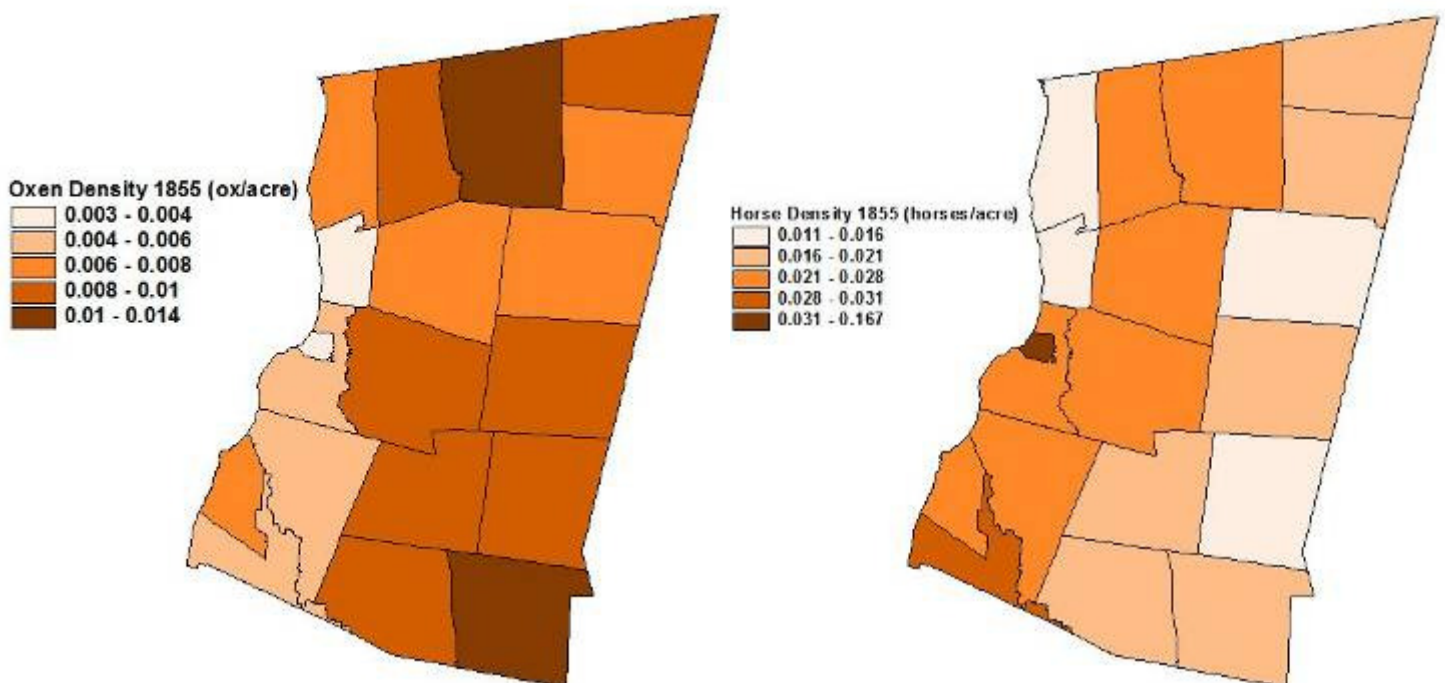 Oxen Density 1855 (ox/acre)
0.003 - 0.004
0.004 - 0.006
0.006 - 0.008
0.008 - 0.01
0.01 - 0.014
Horse Density 1855 (horses/acre)
0.011 - 0.016
0.016 - 0.021
0.021 - 0.028
0.028 - 0.031
0.031 - 0.167